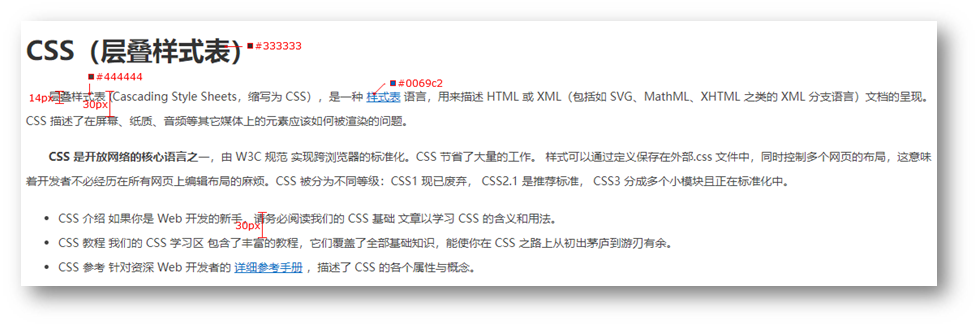 CSS（层叠样式表） #333333
#444444
#0069c2
14px
层叠样式表 (Cascading Style Sheets，缩写为 CSS），是一种 样式表 语言，用来描述 HTML 或 XML（包括如 SVG、MathML、XHTML 之类的 XML 分支语言）文档的呈现。
30px
CSS 描述了在屏幕、纸质、音频等其它媒体上的元素应该如何被渲染的问题。
CSS 是开放网络的核心语言之一，由 W3C 规范 实现跨浏览器的标准化。CSS 节省了大量的工作。 样式可以通过定义保存在外部.css 文件中，同时控制多个网页的布局，这意味
着开发者不必经历在所有网页上编辑布局的麻烦。CSS 被分为不同等级：CSS1 现已废弃， CSS2.1 是推荐标准， CSS3 分成多个小模块且正在标准化中。
• CSS 介绍 如果你是 Web 开发的新手，请务必阅读我们的 CSS 基础 文章以学习 CSS 的含义和用法。
30px
• CSS 教程 我们的 CSS 学习区 包含了丰富的教程，它们覆盖了全部基础知识，能使你在 CSS 之路上从初出茅庐到游刃有余。
• CSS 参考 针对资深 Web 开发者的 详细参考手册 ，描述了 CSS 的各个属性与概念。